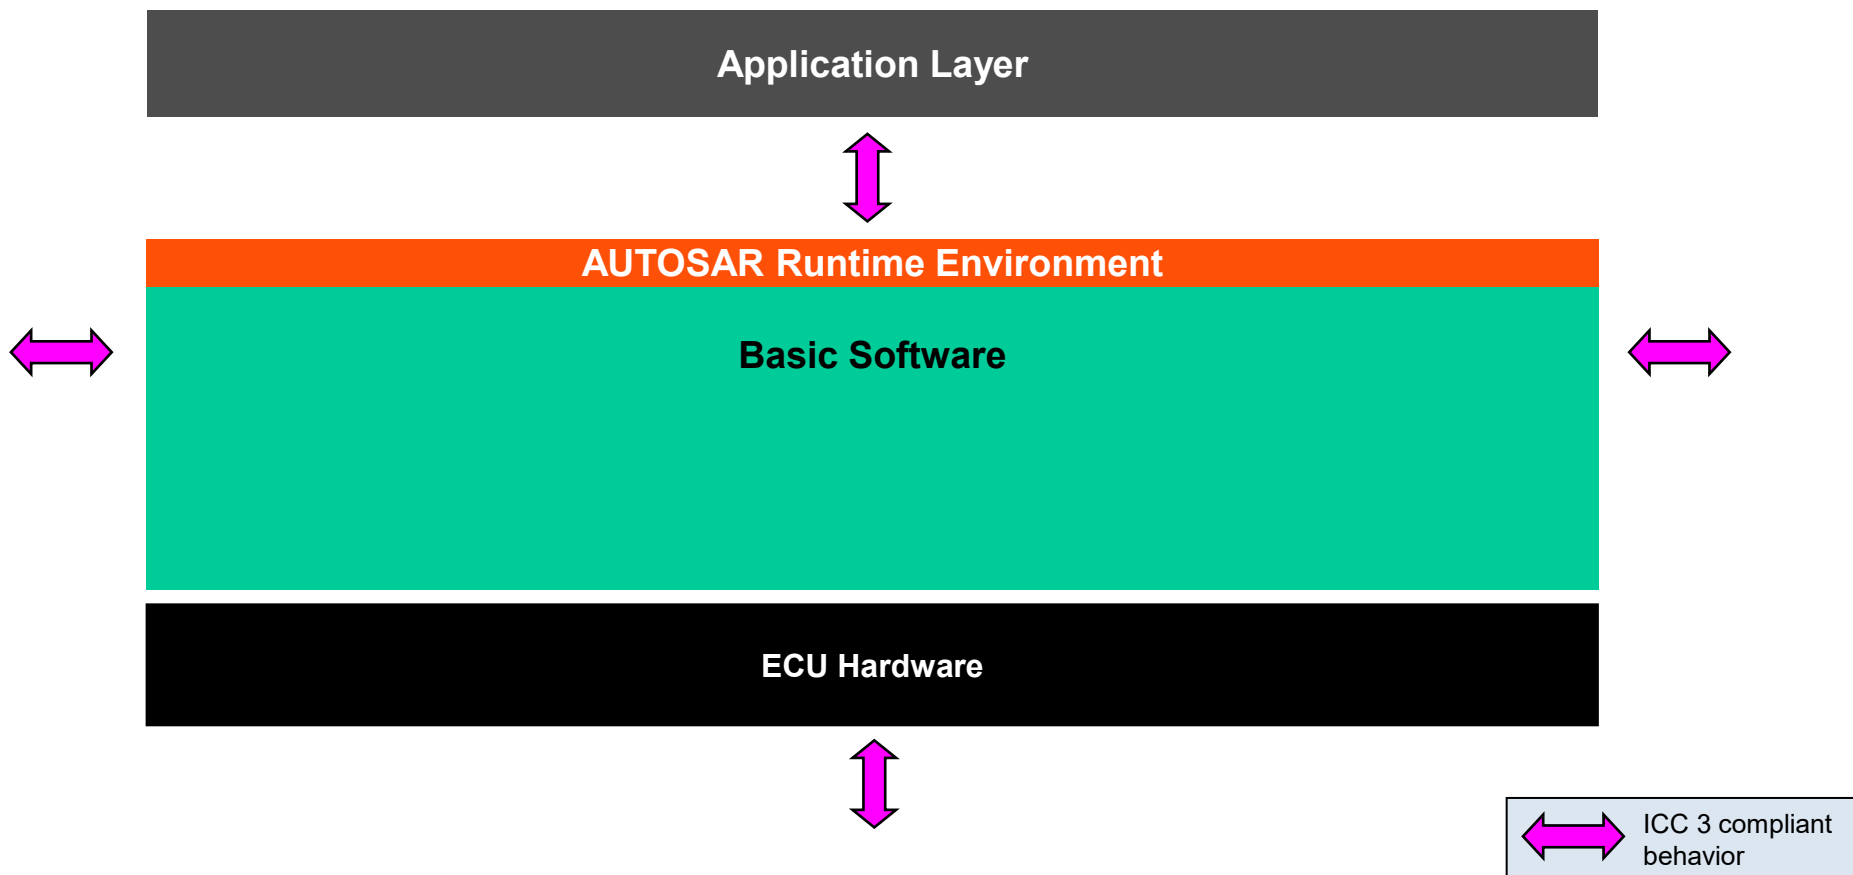 Application Layer
AUTOSAR Runtime Environment
Basic Software
ECU Hardware
ICC 3 compliant
behavior